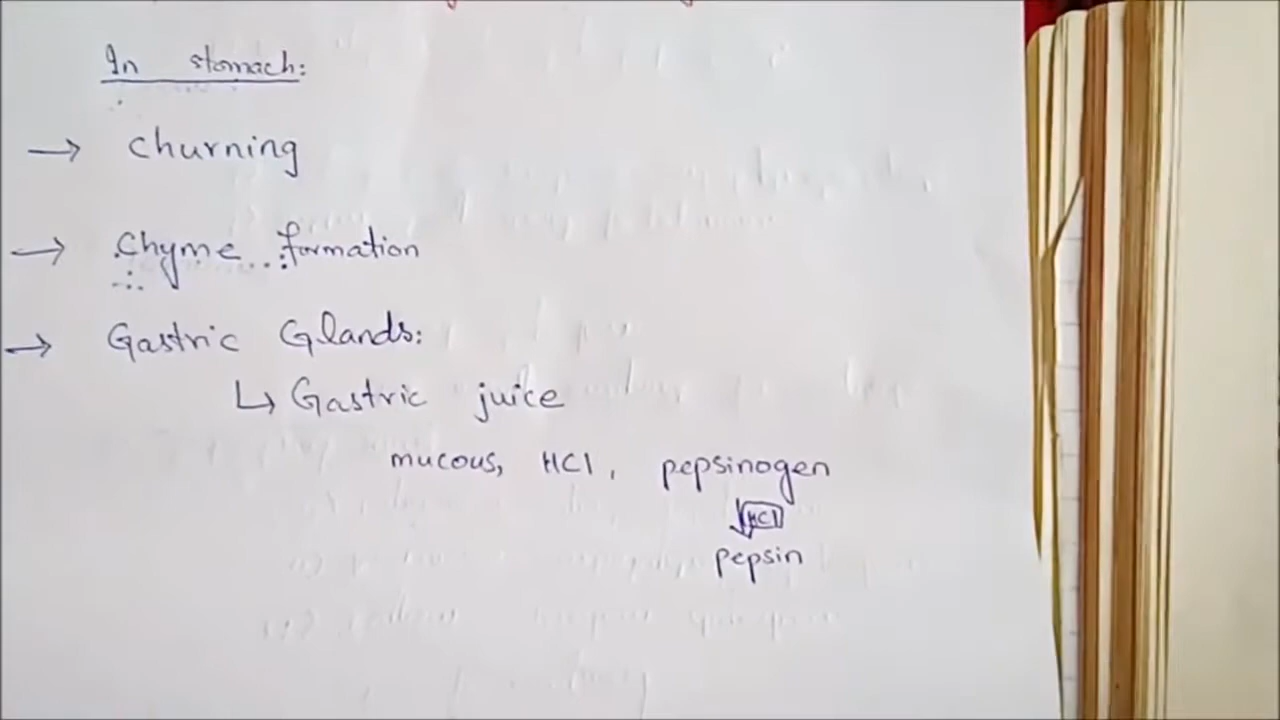 In stomach:
→ churning
→ chyme formation
→ Gastric Glands:
↳ Gastric juice
mucous, HCl, pepsinogen
↓ HCl
pepsin